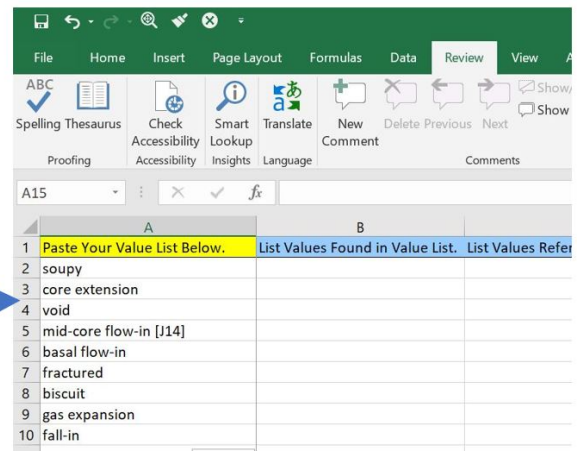 File Home Insert Page Layout Formulas Data Review View
ABC
Spelling Thesaurus Check Accessibility Smart Lookup Translate New Comment Delete Previous Next Show
Show
Proofing Accessibility Insights Language Comments
A15 fx
A B
1 Paste Your Value List Below. List Values Found in Value List. List Values
2 soupy
3 core extension
4 void
5 mid-core flow-in [J14]
6 basal flow-in
7 fractured
8 biscuit
9 gas expansion
10 fall-in